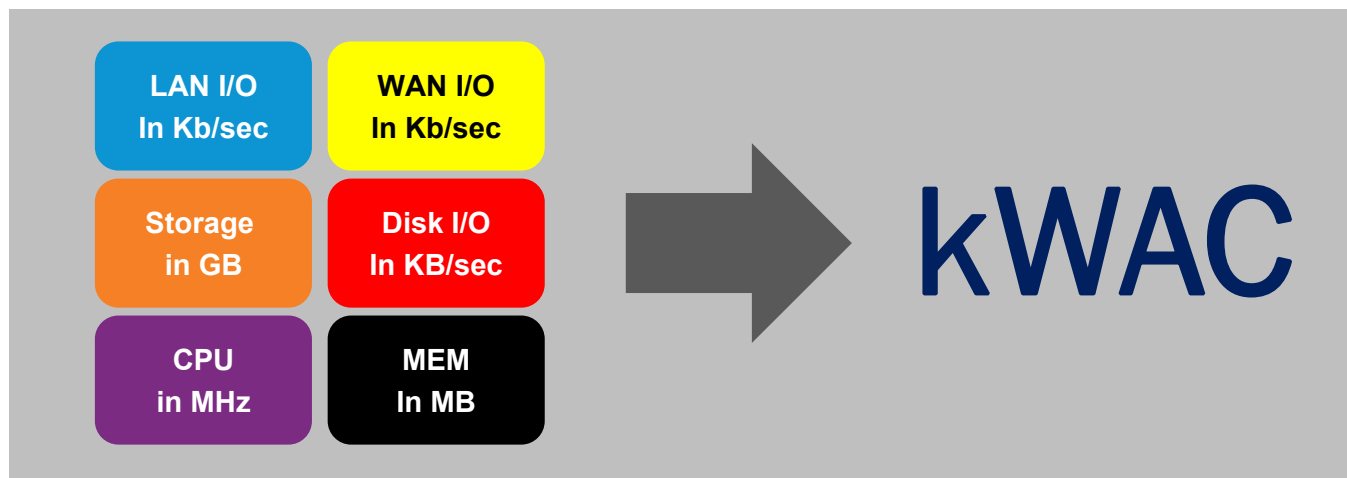 LAN I/O
In Kb/sec
WAN I/O
In Kb/sec
Storage
in GB
Disk I/O
In KB/sec
CPU
in MHz
MEM
In MB
kWAC